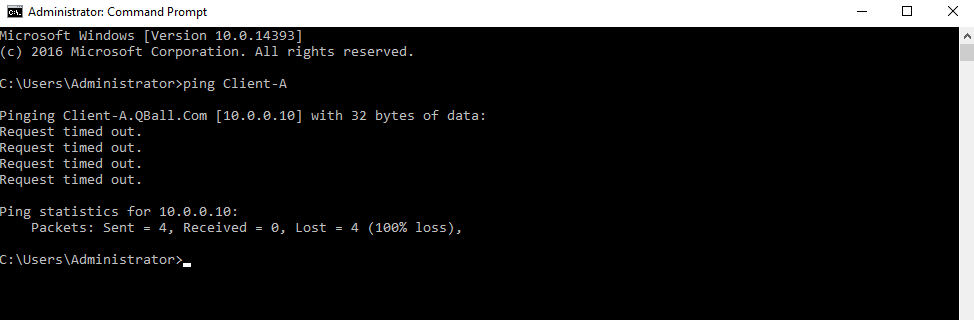 Administrator: Command Prompt
Microsoft Windows [Version 10.0.14393]
(c) 2016 Microsoft Corporation. All rights reserved.
C:\Users\Administrator>ping Client-A
Pinging Client-A.QBall.Com [10.0.0.10] with 32 bytes of data:
Request timed out.
Request timed out.
Request timed out.
Request timed out.
Ping statistics for 10.0.0.10:
    Packets: Sent = 4, Received = 0, Lost = 4 (100% loss),
C:\Users\Administrator>